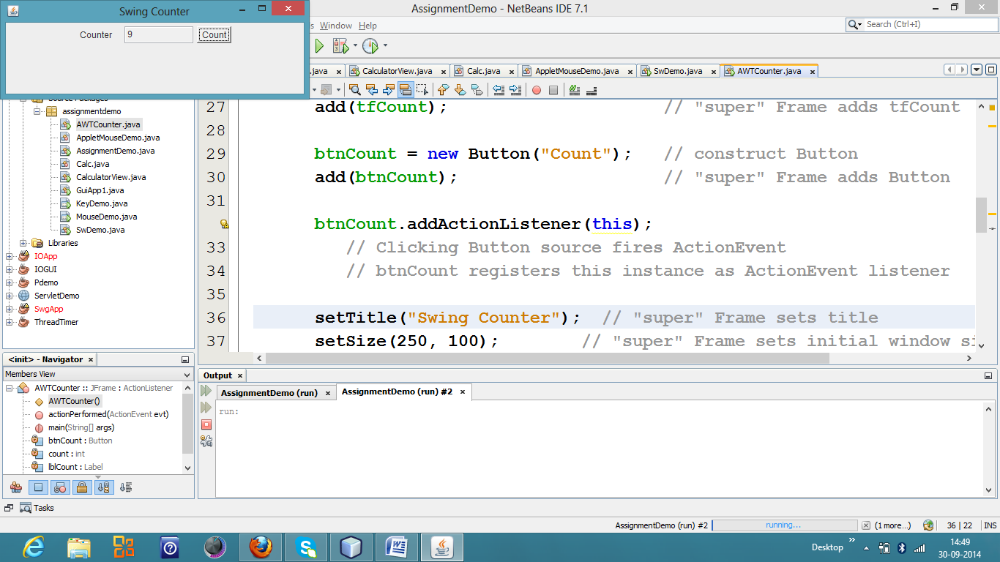 Swing Counter
Counter 9 Count
AssignmentDemo - NetBeans IDE 7.1
Window Help
Search (Ctrl+I)
.java CalculatorView.java Calc.java AppletMouseDemo.java SwDemo.java AWTCounter.java
assignmentdemo
AWTCounter.java
AppletMouseDemo.java
AssignmentDemo.java
Calc.java
CalculatorView.java
GuiApp1.java
KeyDemo.java
MouseDemo.java
SwDemo.java
Libraries
IOApp
IOGUI
Pdemo
ServletDemo
SwgApp
ThreadTimer
27 add(tfCount); // "super" Frame adds tfCount
28
29 btnCount = new Button("Count"); // construct Button
30 add(btnCount); // "super" Frame adds Button
31
btnCount.addActionListener(this);
33 // Clicking Button source fires ActionEvent
34 // btnCount registers this instance as ActionEvent listener
35
36 setTitle("Swing Counter"); // "super" Frame sets title
37 setSize(250, 100); // "super" Frame sets initial window si
<init> - Navigator
Members View
AWTCounter :: JFrame : ActionListener
AWTCounter()
actionPerformed(ActionEvent evt)
main(String[] args)
btnCount : Button
count : int
lblCount : Label
Output
AssignmentDemo (run) AssignmentDemo (run) #2
run:
Tasks
AssignmentDemo (run) #2 running... (1 more...) 36 | 22 INS
Desktop
14:49
30-09-2014